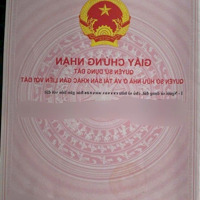 GIẤY CHỨNG NHẬN
QUYỀN SỬ DỤNG ĐẤT
QUYỀN SỞ HỮU NHÀ Ở VÀ TÀI SẢN KHÁC GẮN LIỀN VỚI ĐẤT